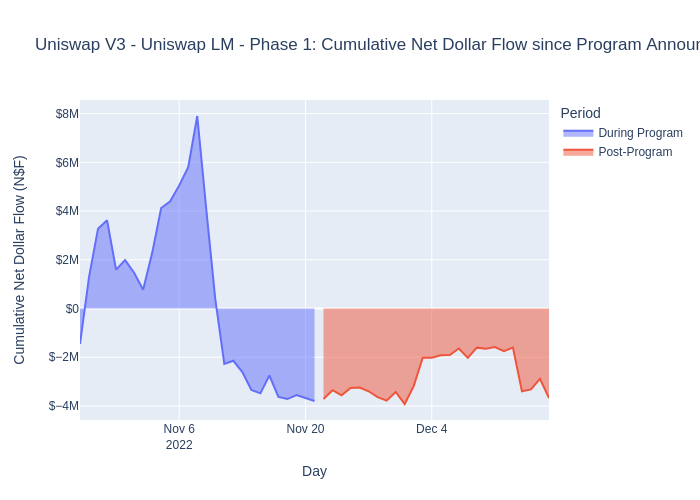 Uniswap V3 - Uniswap LM - Phase 1: Cumulative Net Dollar Flow since Program Announ
Period
During Program
Post-Program
Cumulative Net Dollar Flow (N$F)
$8M
$6M
$4M
$2M
$0
$−2M
$−4M
Nov 6
2022
Nov 20
Dec 4
Day